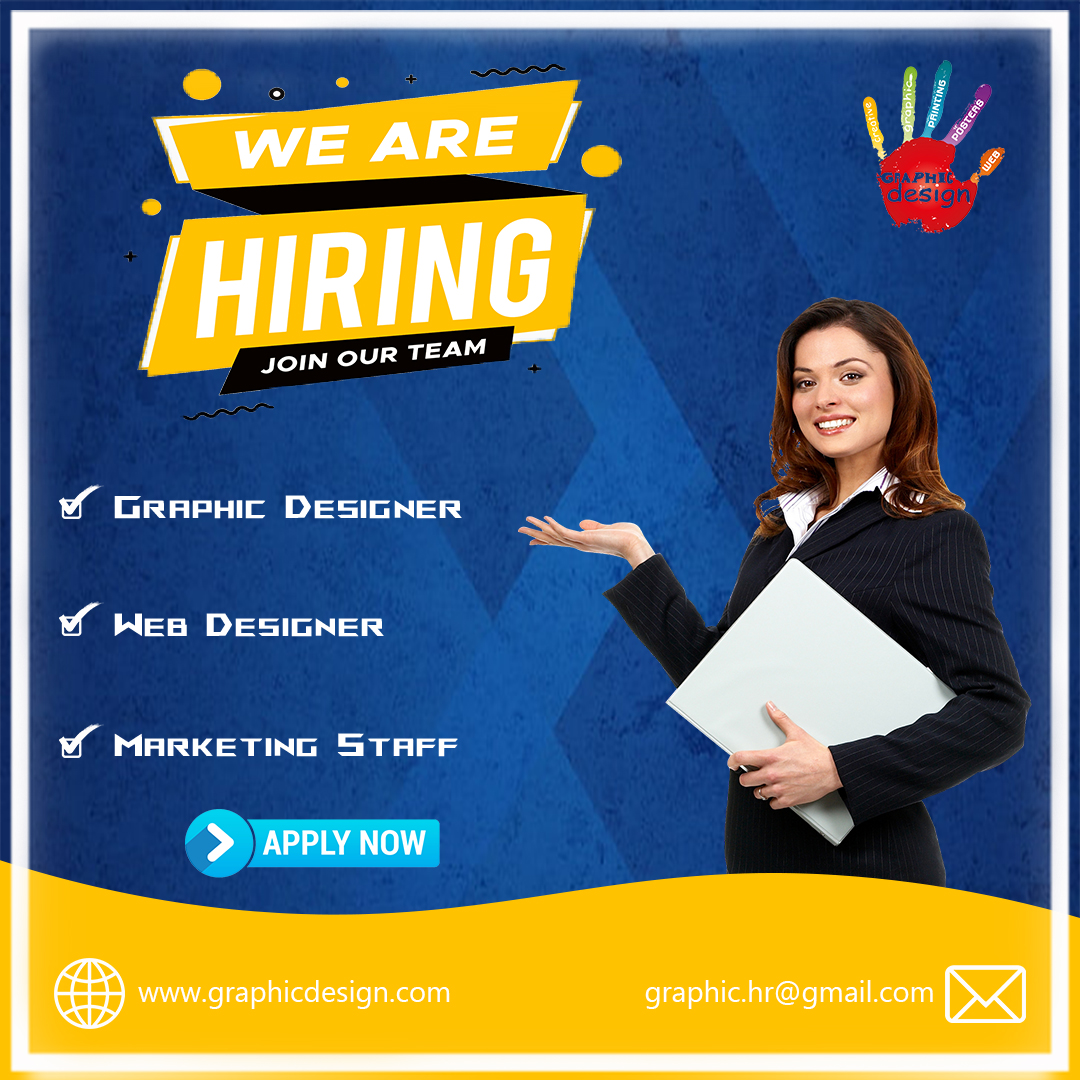 WE ARE
HIRING
JOIN OUR TEAM
creative
graphic
PRINTING
POSTERS
WEB
GRAPHIC
design
Graphic Designer
Web Designer
Marketing Staff
APPLY NOW
www.graphicdesign.com
graphic.hr@gmail.com